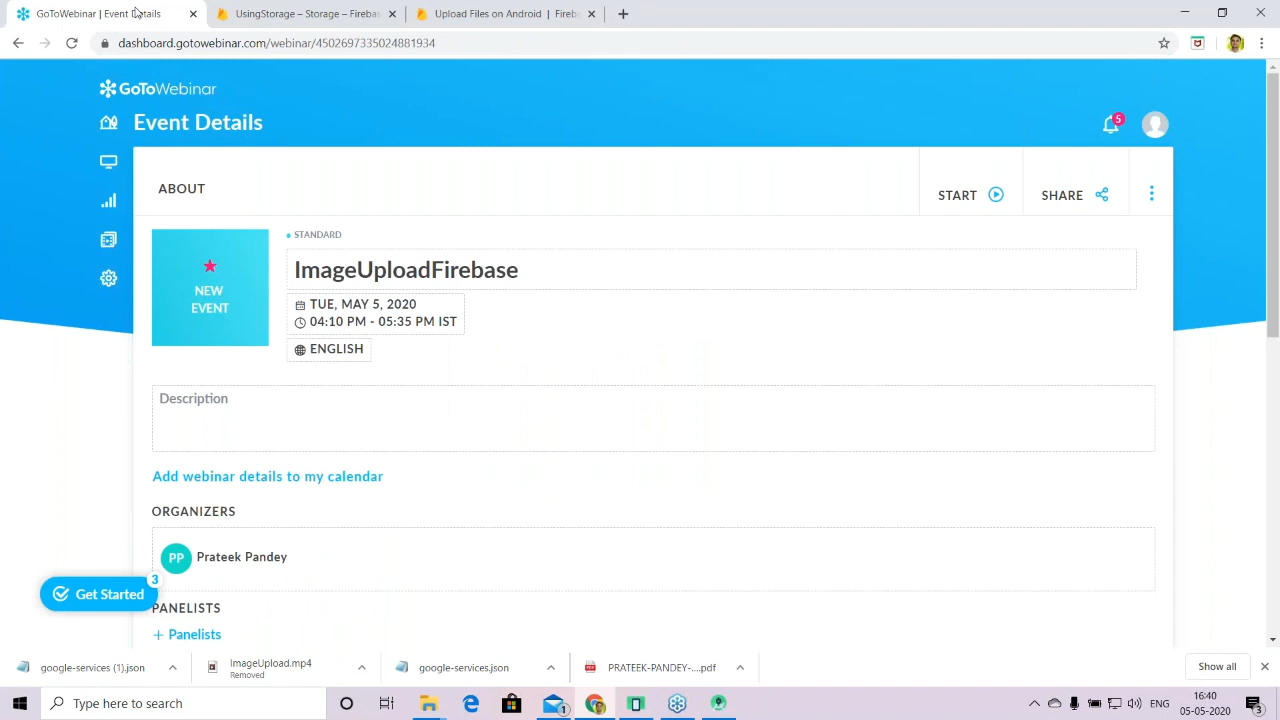 GoToWebinar | Event Details
UsingStorage – Storage – Firebas
Upload Files on Android | Fireb
dashboard.gotowebinar.com/webinar/4502697335024881934
GoToWebinar
Event Details
5
ABOUT
START
SHARE
STANDARD
NEW
EVENT
ImageUploadFirebase
TUE, MAY 5, 2020
04:10 PM - 05:35 PM IST
ENGLISH
Description
Add webinar details to my calendar
ORGANIZERS
PP Prateek Pandey
3
Get Started
PANELISTS
+ Panelists
google-services (1).json
ImageUpload.mp4
Removed
google-services.json
PRATEEK-PANDEY-....pdf
Show all
Type here to search
1
ENG
16:40
05-05-2020
3